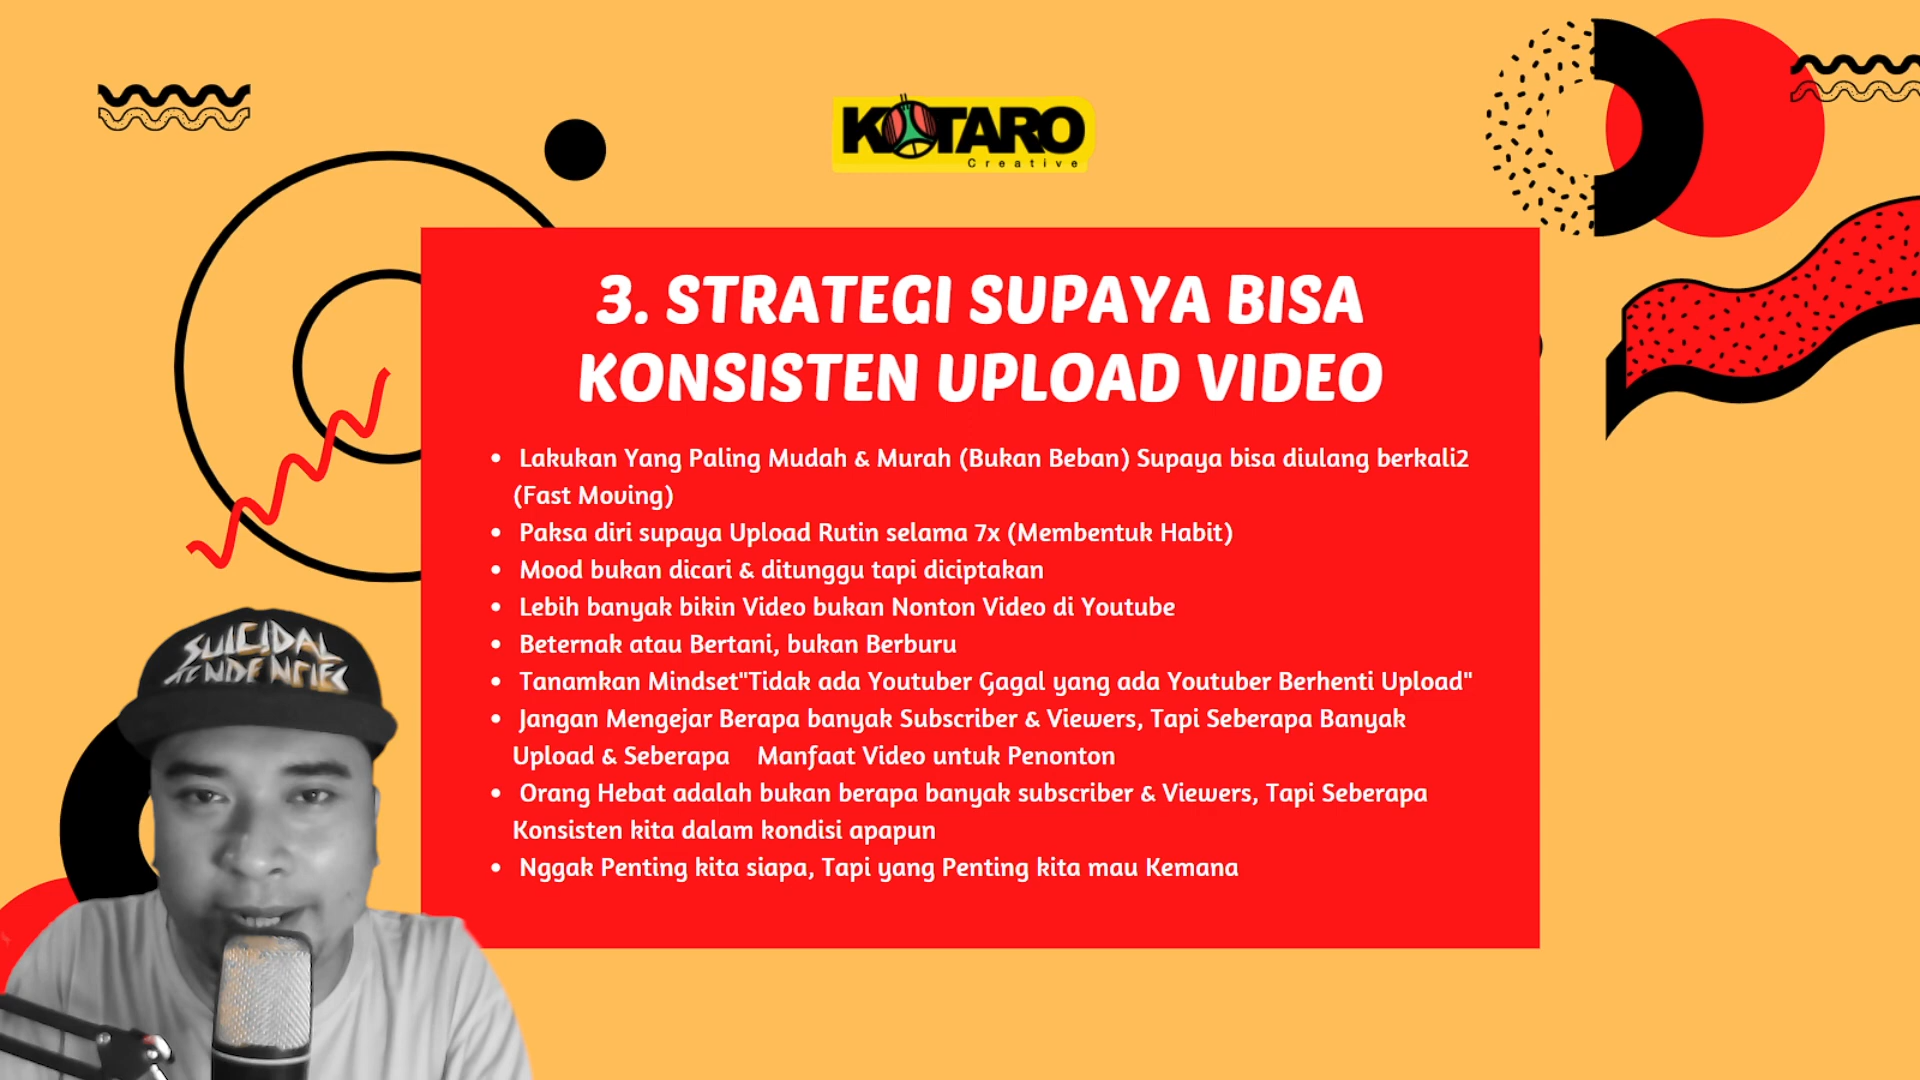 KOTARO
Creative
3. STRATEGI SUPAYA BISA
KONSISTEN UPLOAD VIDEO
• Lakukan Yang Paling Mudah & Murah (Bukan Beban) Supaya bisa diulang berkali2
(Fast Moving)
• Paksa diri supaya Upload Rutin selama 7x (Membentuk Habit)
• Mood bukan dicari & ditunggu tapi diciptakan
• Lebih banyak bikin Video bukan Nonton Video di Youtube
• Beternak atau Bertani, bukan Berburu
• Tanamkan Mindset"Tidak ada Youtuber Gagal yang ada Youtuber Berhenti Upload"
• Jangan Mengejar Berapa banyak Subscriber & Viewers, Tapi Seberapa Banyak
Upload & Seberapa Manfaat Video untuk Penonton
• Orang Hebat adalah bukan berapa banyak subscriber & Viewers, Tapi Seberapa
Konsisten kita dalam kondisi apapun
• Nggak Penting kita siapa, Tapi yang Penting kita mau Kemana
SUICIDAL
TENDENCIES